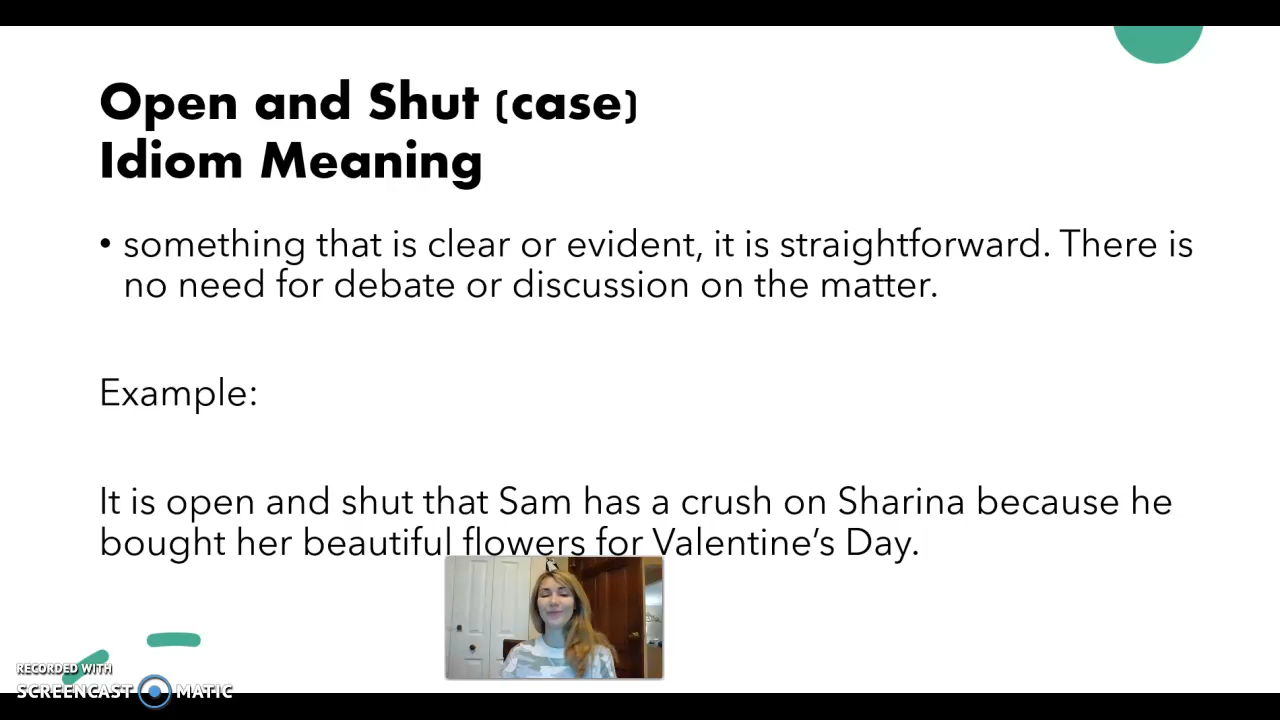 Open and Shut (case)
Idiom Meaning
• something that is clear or evident, it is straightforward. There is
no need for debate or discussion on the matter.
Example:
It is open and shut that Sam has a crush on Sharina because he
bought her beautiful flowers for Valentine’s Day.
RECORDED WITH
SCREENCAST MATIC